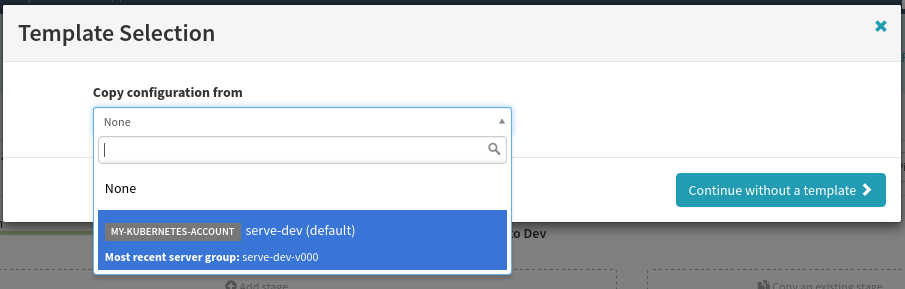 Template Selection
Copy configuration from
None
None
Continue without a template
MY-KUBERNETES-ACCOUNT serve-dev (default)
Most recent server group: serve-dev-v000
to Dev
Add stage
Copy an existing stage